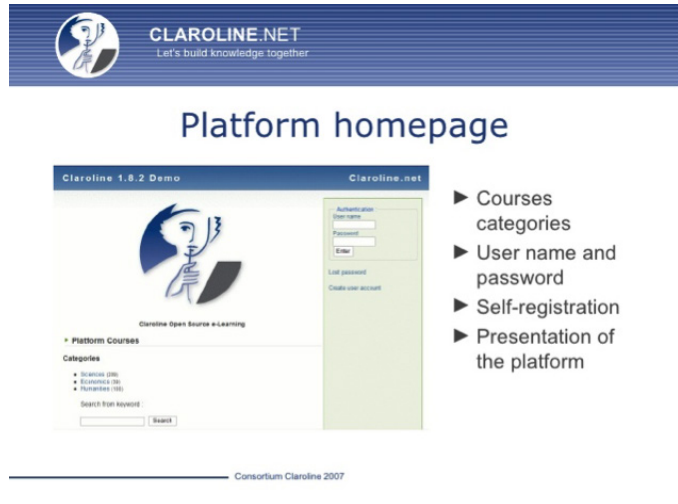 CLAROLINE.NET
Let's build knowledge together
Platform homepage
Claroline 1.8.2 Demo
Claroline.net
Authentication
User name
Password
Enter
Lost password
Create user account
Claroline Open Source e-Learning
Platform Courses
Categories
Sciences
Economics
Humanities
Search from keyword :
Search
► Courses
categories
► User name and
password
► Self-registration
► Presentation of
the platform
Consortium Claroline 2007